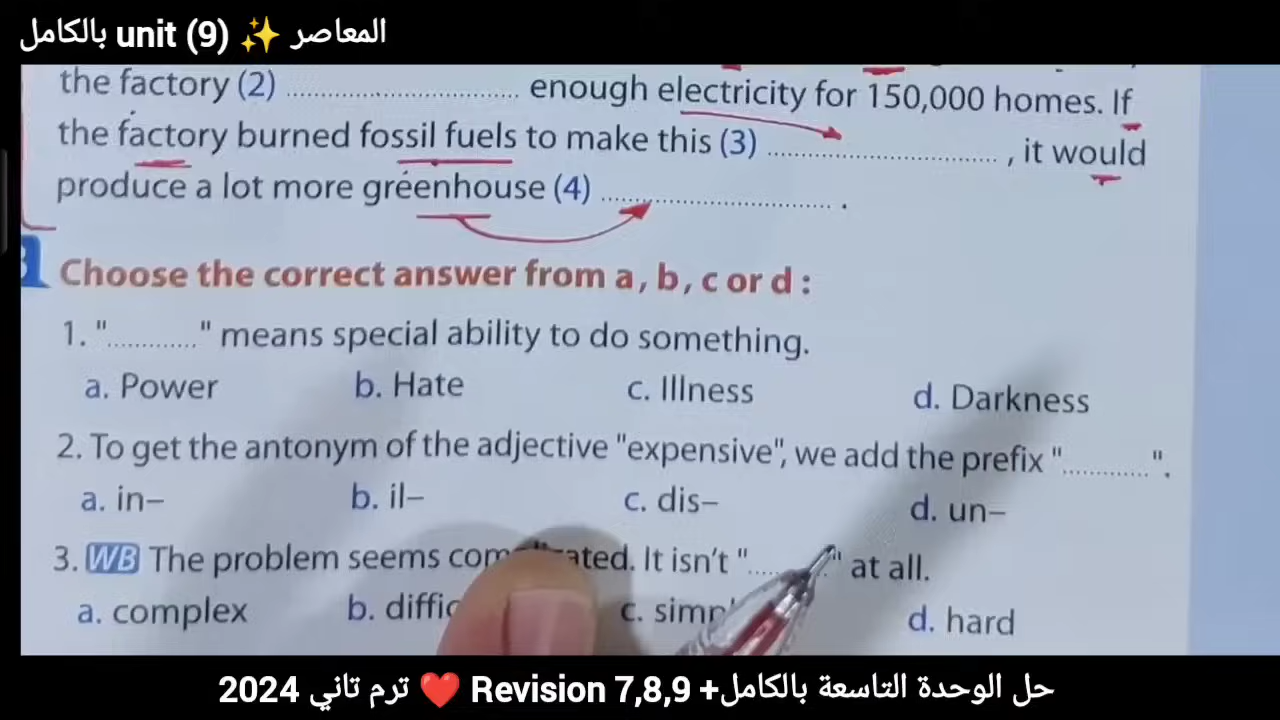 المعاصر ✨ unit (9) بالكامل
the factory (2) .................................... enough electricity for 150,000 homes. If
the factory burned fossil fuels to make this (3) .................................... , it would
produce a lot more greenhouse (4) .................................... .
Choose the correct answer from a, b, c or d :
1. "............." means special ability to do something.
a. Power b. Hate c. Illness d. Darkness
2. To get the antonym of the adjective "expensive", we add the prefix ".............".
a. in– b. il– c. dis– d. un–
3. WB The problem seems It isn't "............." at all.
a. complex b. c. d. hard
حل الوحدة التاسعة بالكامل+ Revision 7,8,9 ❤️ ترم تاني 2024